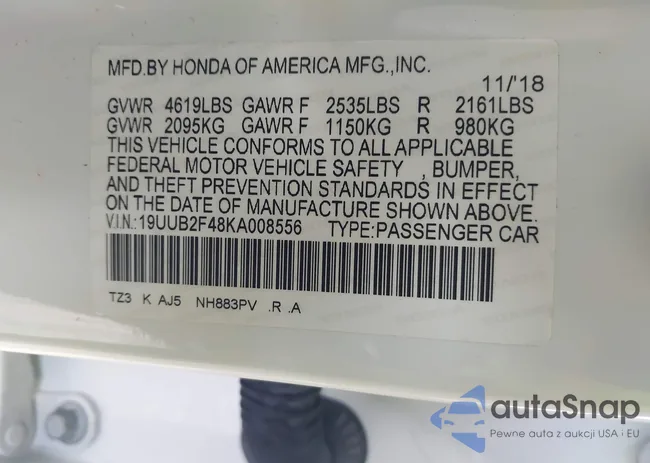 MFD.BY HONDA OF AMERICA MFG.,INC.
11/'18
GVWR 4619LBS GAWR F 2535LBS R 2161LBS
GVWR 2095KG GAWR F 1150KG R 980KG
THIS VEHICLE CONFORMS TO ALL APPLICABLE
FEDERAL MOTOR VEHICLE SAFETY , BUMPER,
AND THEFT PREVENTION STANDARDS IN EFFECT
ON THE DATE OF MANUFACTURE SHOWN ABOVE.
V.I.N.:19UUB2F48KA008556 TYPE:PASSENGER CAR
TZ3 K AJ5 NH883PV .R .A
autoSnap
Pewne auta z aukcji USA i EU